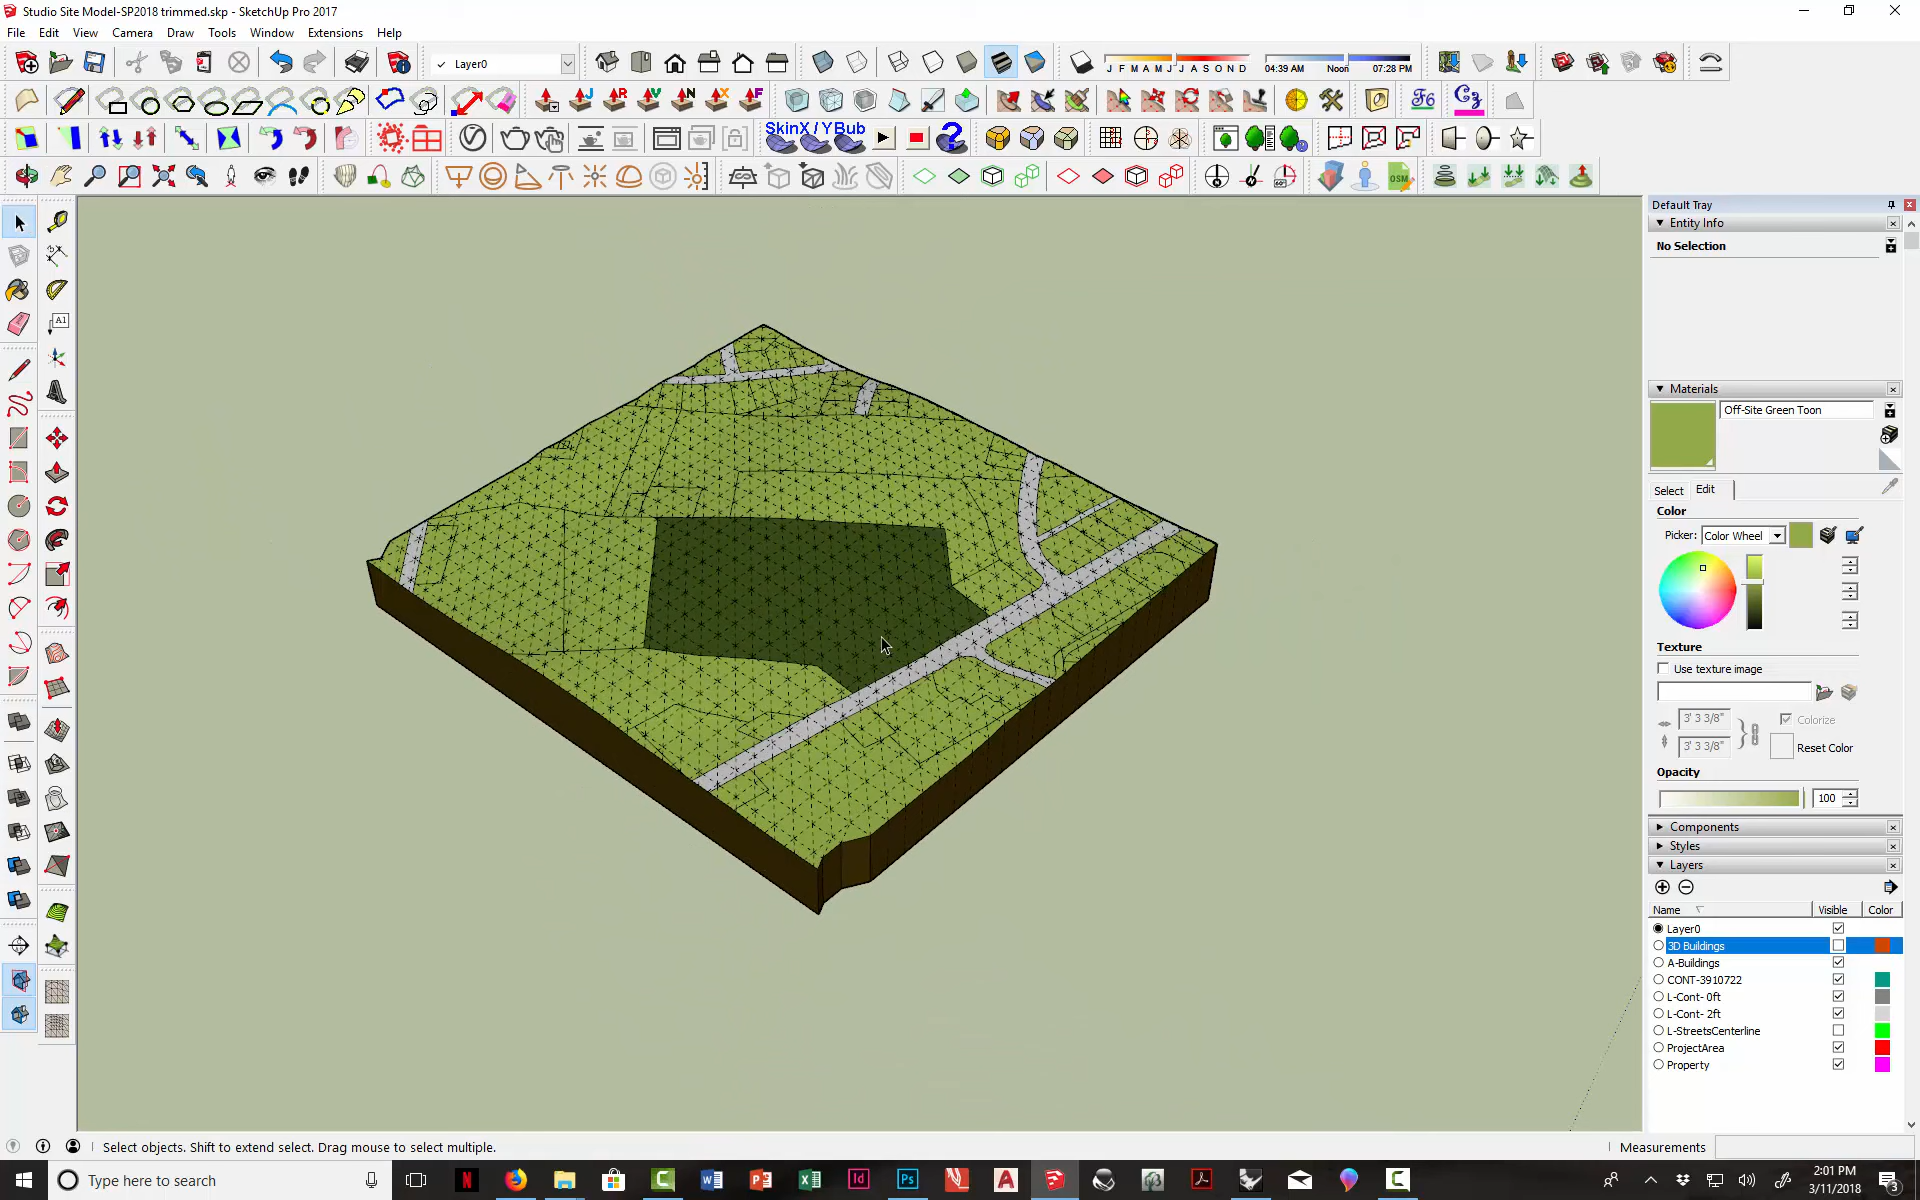 Studio Site Model-SP2018 trimmed.skp - SketchUp Pro 2017
File Edit View Camera Draw Tools Window Extensions Help
Layer0
J F M A M J J A S O N D
04:39 AM Noon 07:28 PM
J R V N X F
F6
SkinX / YBub
OSM
A1
Default Tray
Entity Info
No Selection
Materials
Off-Site Green Toon
Select Edit
Color
Picker: Color Wheel
Texture
Use texture image
3' 3 3/8"
Colorize
3' 3 3/8"
Reset Color
Opacity
100
Components
Styles
Layers
Name Visible Color
Layer0
3D Buildings
A-Buildings
CONT-3910722
L-Cont- 0ft
L-Cont- 2ft
L-StreetsCenterline
ProjectArea
Property
Select objects. Shift to extend select. Drag mouse to select multiple.
Measurements
Type here to search
2:01 PM
3/11/2018
3